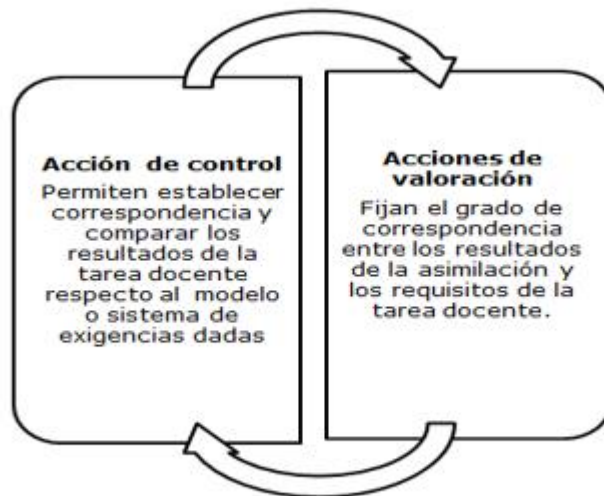 Acción de control
Permiten establecer
correspondencia y
comparar los
resultados de la
tarea docente
respecto al modelo
o sistema de
exigencias dadas
Acciones de
valoración
Fijan el grado de
correspondencia
entre los resultados
de la asimilación y
los requisitos de la
tarea docente.